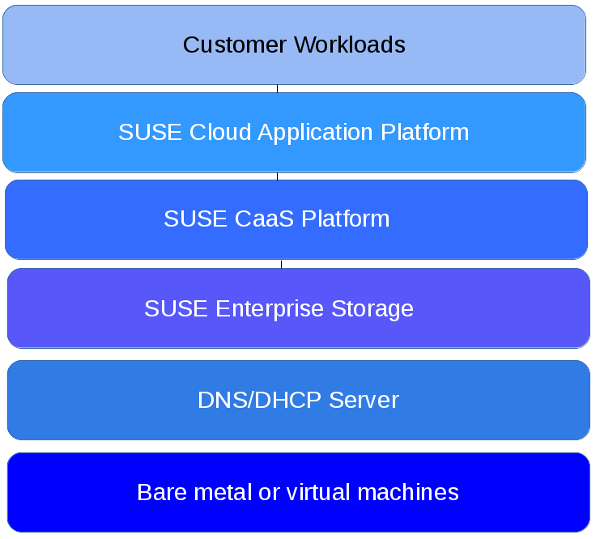 Customer Workloads
SUSE Cloud Application Platform
SUSE CaaS Platform
SUSE Enterprise Storage
DNS/DHCP Server
Bare metal or virtual machines